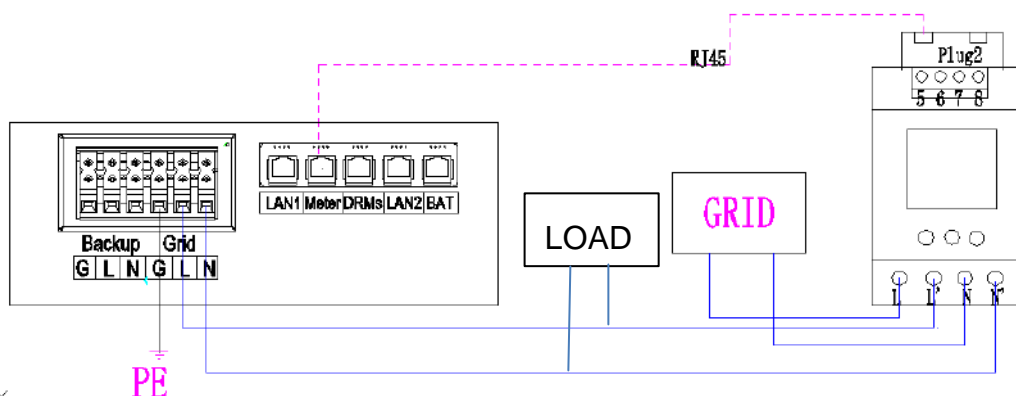 RJ45
Plug2
5 6 7 8
LAN1 Meter DRMs LAN2 BAT
Backup Grid
G L N G L N
LOAD
GRID
L L' N N'
PE